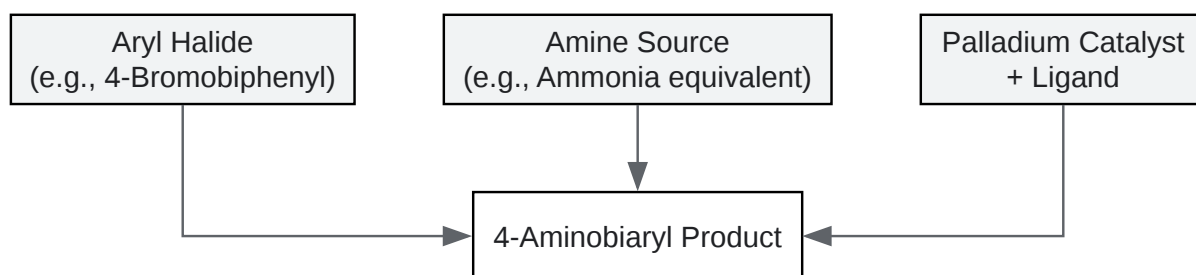 Aryl Halide
(e.g., 4-Bromobiphenyl)
Amine Source
(e.g., Ammonia equivalent)
Palladium Catalyst
+ Ligand
4-Aminobiaryl Product